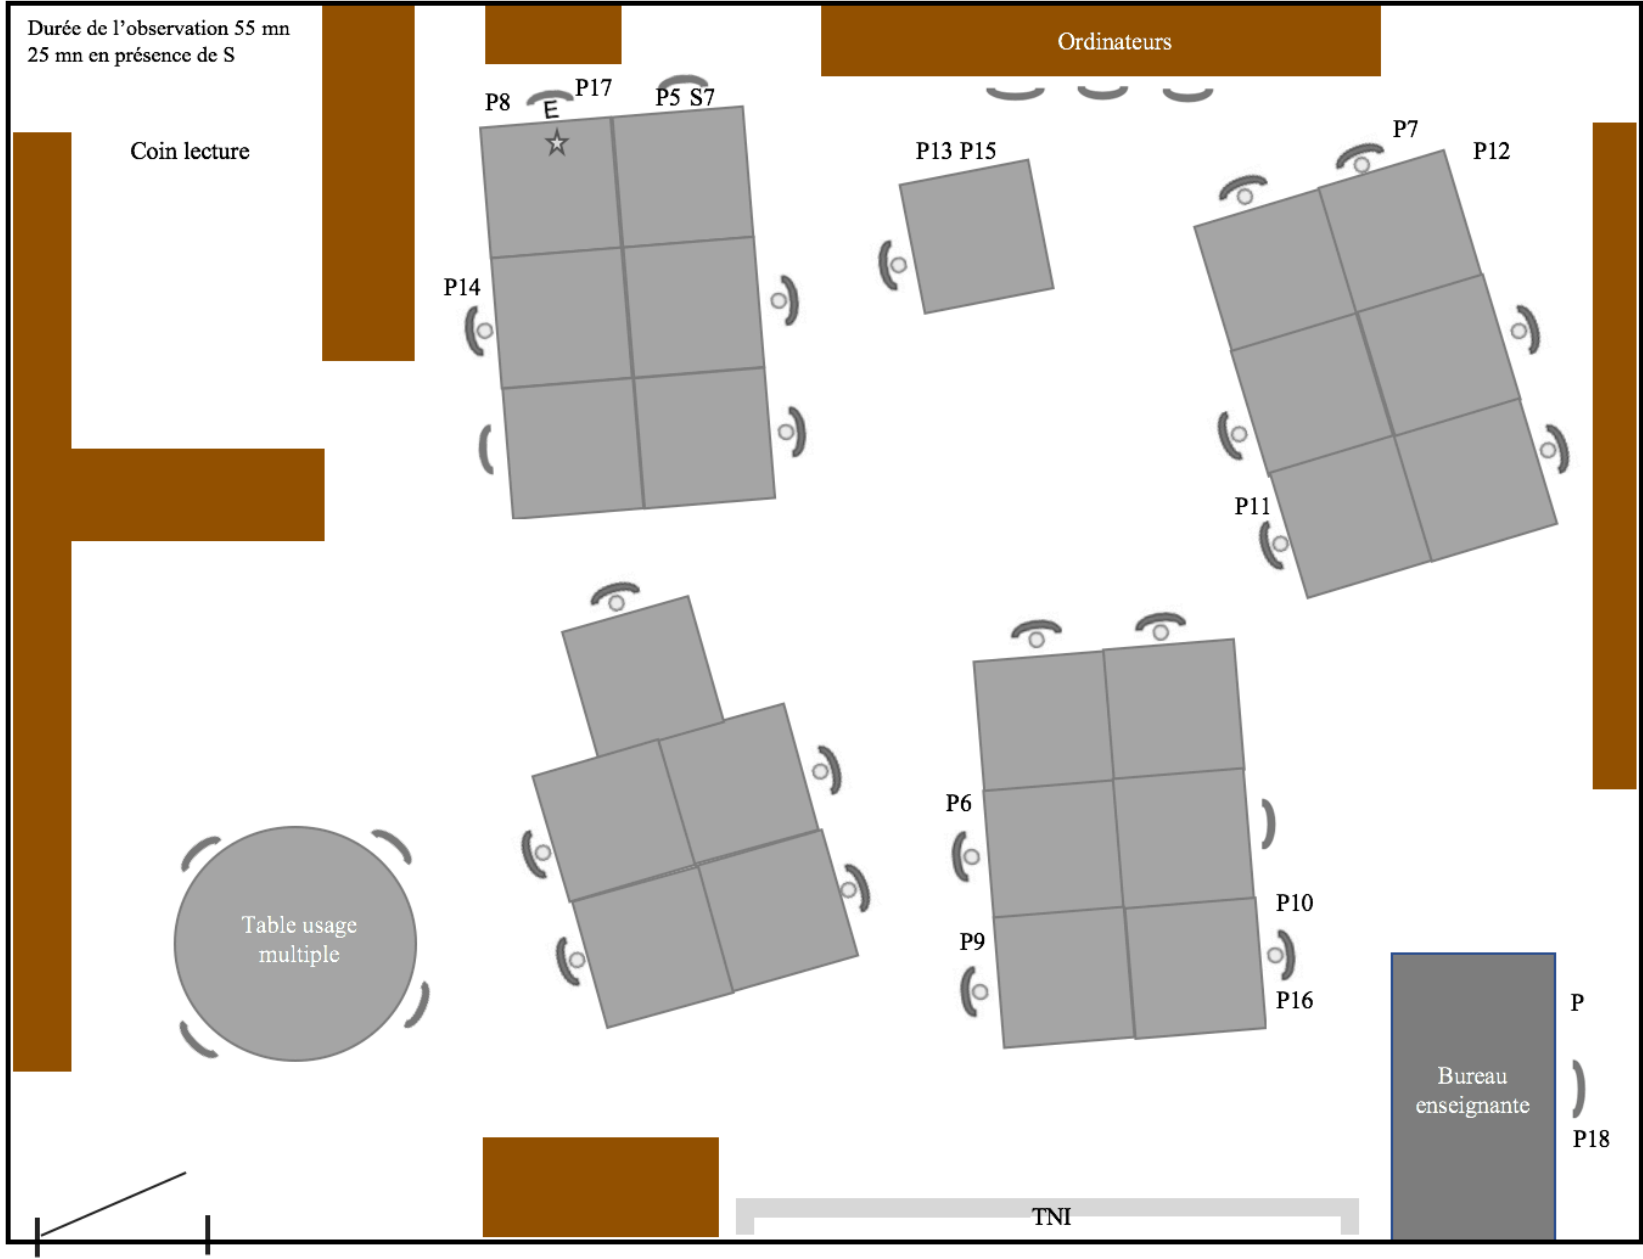 Durée de l’observation 55 mn
25 mn en présence de S
Ordinateurs
P8
E
P17
P5 S7
Coin lecture
P13 P15
P7
P12
P14
P11
P6
P10
P9
P16
Table usage
multiple
P
Bureau
enseignante
P18
TNI